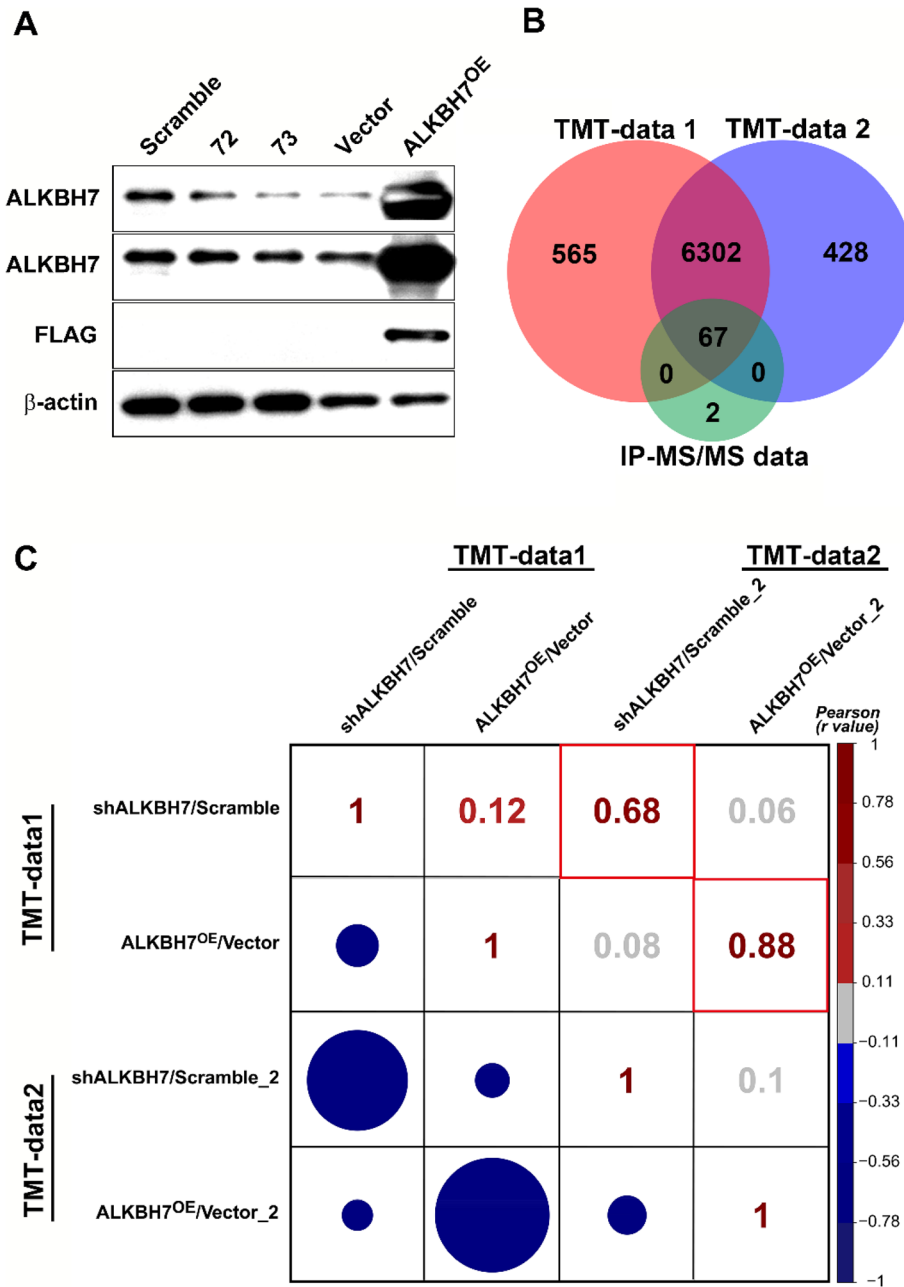 A
Scramble
72
73
Vector
ALKBH7OE
ALKBH7
ALKBH7
FLAG
β-actin
B
TMT-data 1
TMT-data 2
565
6302
428
67
0
0
2
IP-MS/MS data
C
TMT-data1
TMT-data2
shALKBH7/Scramble
ALKBH7OE/Vector
shALKBH7/Scramble_2
ALKBH7OE/Vector_2
Pearson
(r value)
TMT-data1
TMT-data2
shALKBH7/Scramble
1
0.12
0.68
0.06
ALKBH7OE/Vector
1
0.08
0.88
shALKBH7/Scramble_2
1
0.1
ALKBH7OE/Vector_2
1
1
0.78
0.56
0.33
0.11
−0.11
−0.33
−0.56
−0.78
−1